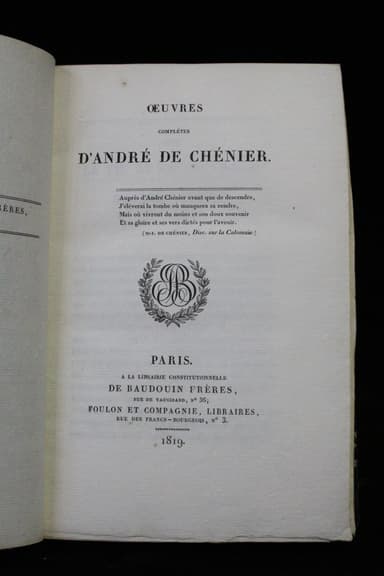 RÈRES,
ŒUVRES
COMPLÈTES
D'ANDRÉ DE CHÉNIER.
Auprès d'André Chénier avant que de descendre,
J'élèverai la tombe où manquera sa cendre,
Mais où vivront du moins et son doux souvenir
Et sa gloire et ses vers dictés pour l'avenir.
(M.-J. DE CHÉNIER, Disc. sur la Calomnie)
PARIS.
A LA LIBRAIRIE CONSTITUTIONNELLE
DE BAUDOUIN FRÈRES,
RUE DE VAUGIRARD, N° 36;
FOULON ET COMPAGNIE, LIBRAIRES,
RUE DES FRANCS-BOURGEOIS, N° 3.
1819.